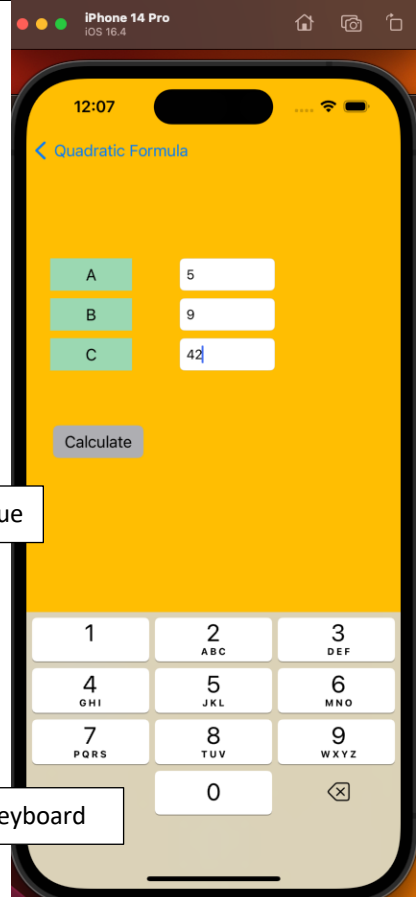 iPhone 14 Pro
iOS 16.4
12:07
Quadratic Formula
A 5
B 9
C 42
Calculate
ue
1 2 3
ABC DEF
4 5 6
GHI JKL MNO
7 8 9
PQRS TUV WXYZ
0
eyboard